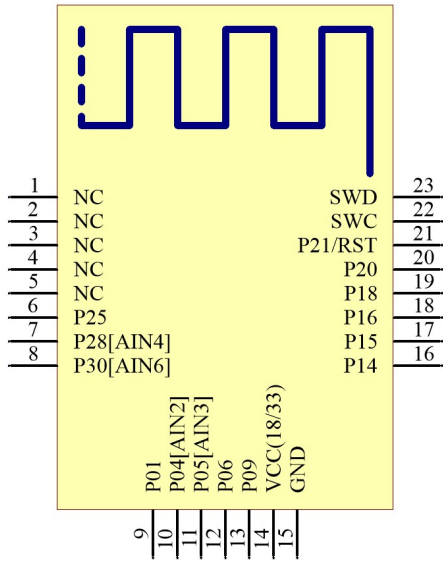 1 NC
2 NC
3 NC
4 NC
5 NC
6 P25
7 P28[AIN4]
8 P30[AIN6]
SWD 23
SWC 22
P21/RST 21
P20 20
P18 19
P16 18
P15 17
P14 16
P01 9
P04[AIN2] 10
P05[AIN3] 11
P06 12
P09 13
VCC(18/33) 14
GND 15